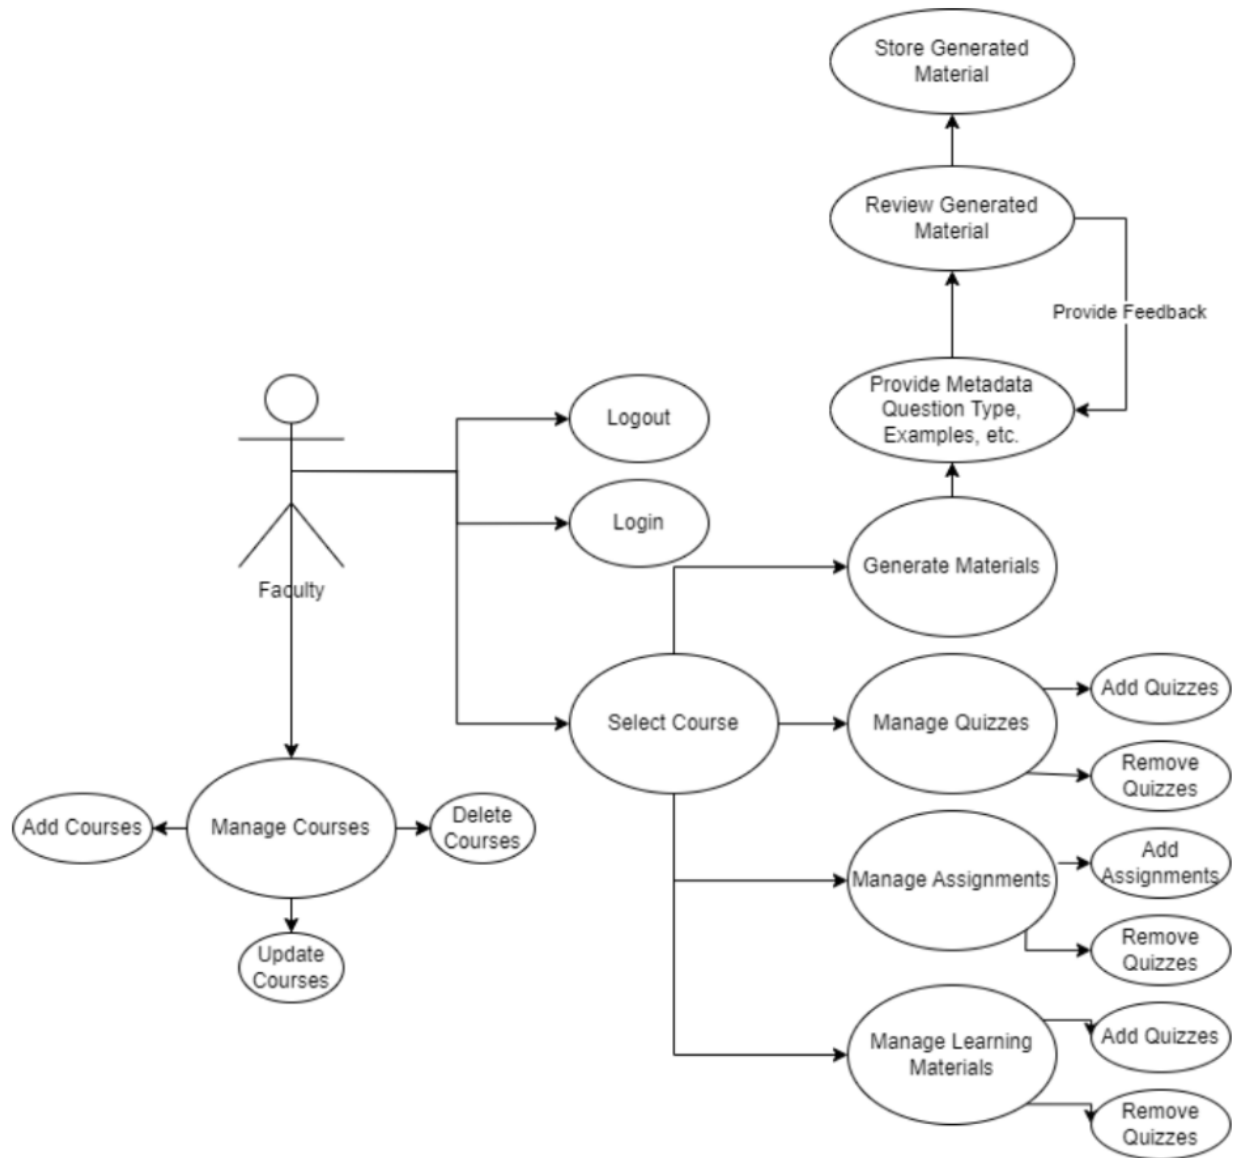 Store Generated
Material
Review Generated
Material
Provide Feedback
Provide Metadata
Question Type,
Examples, etc.
Logout
Login
Generate Materials
Faculty
Select Course
Manage Quizzes
Add Quizzes
Remove
Quizzes
Add Courses
Manage Courses
Delete
Courses
Update
Courses
Manage Assignments
Add
Assignments
Remove
Quizzes
Manage Learning
Materials
Add Quizzes
Remove
Quizzes